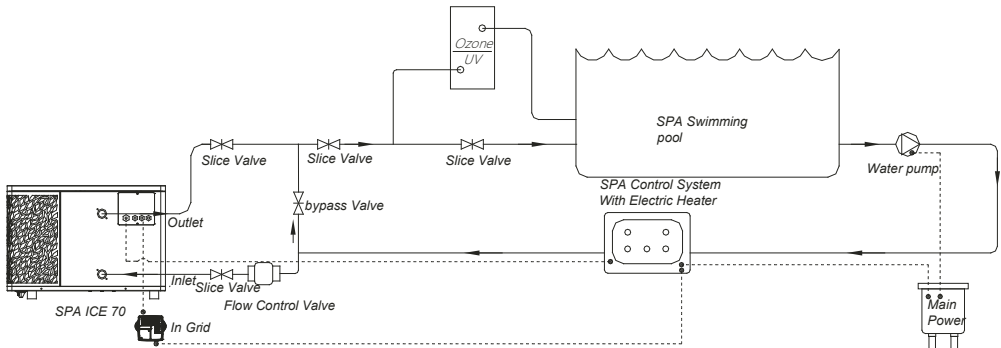 Ozone
UV
SPA Swimming
pool
Slice Valve
Slice Valve
Slice Valve
Water pump
SPA Control System
With Electric Heater
bypass Valve
Outlet
Inlet
Slice Valve
Flow Control Valve
SPA ICE 70
In Grid
Main
Power